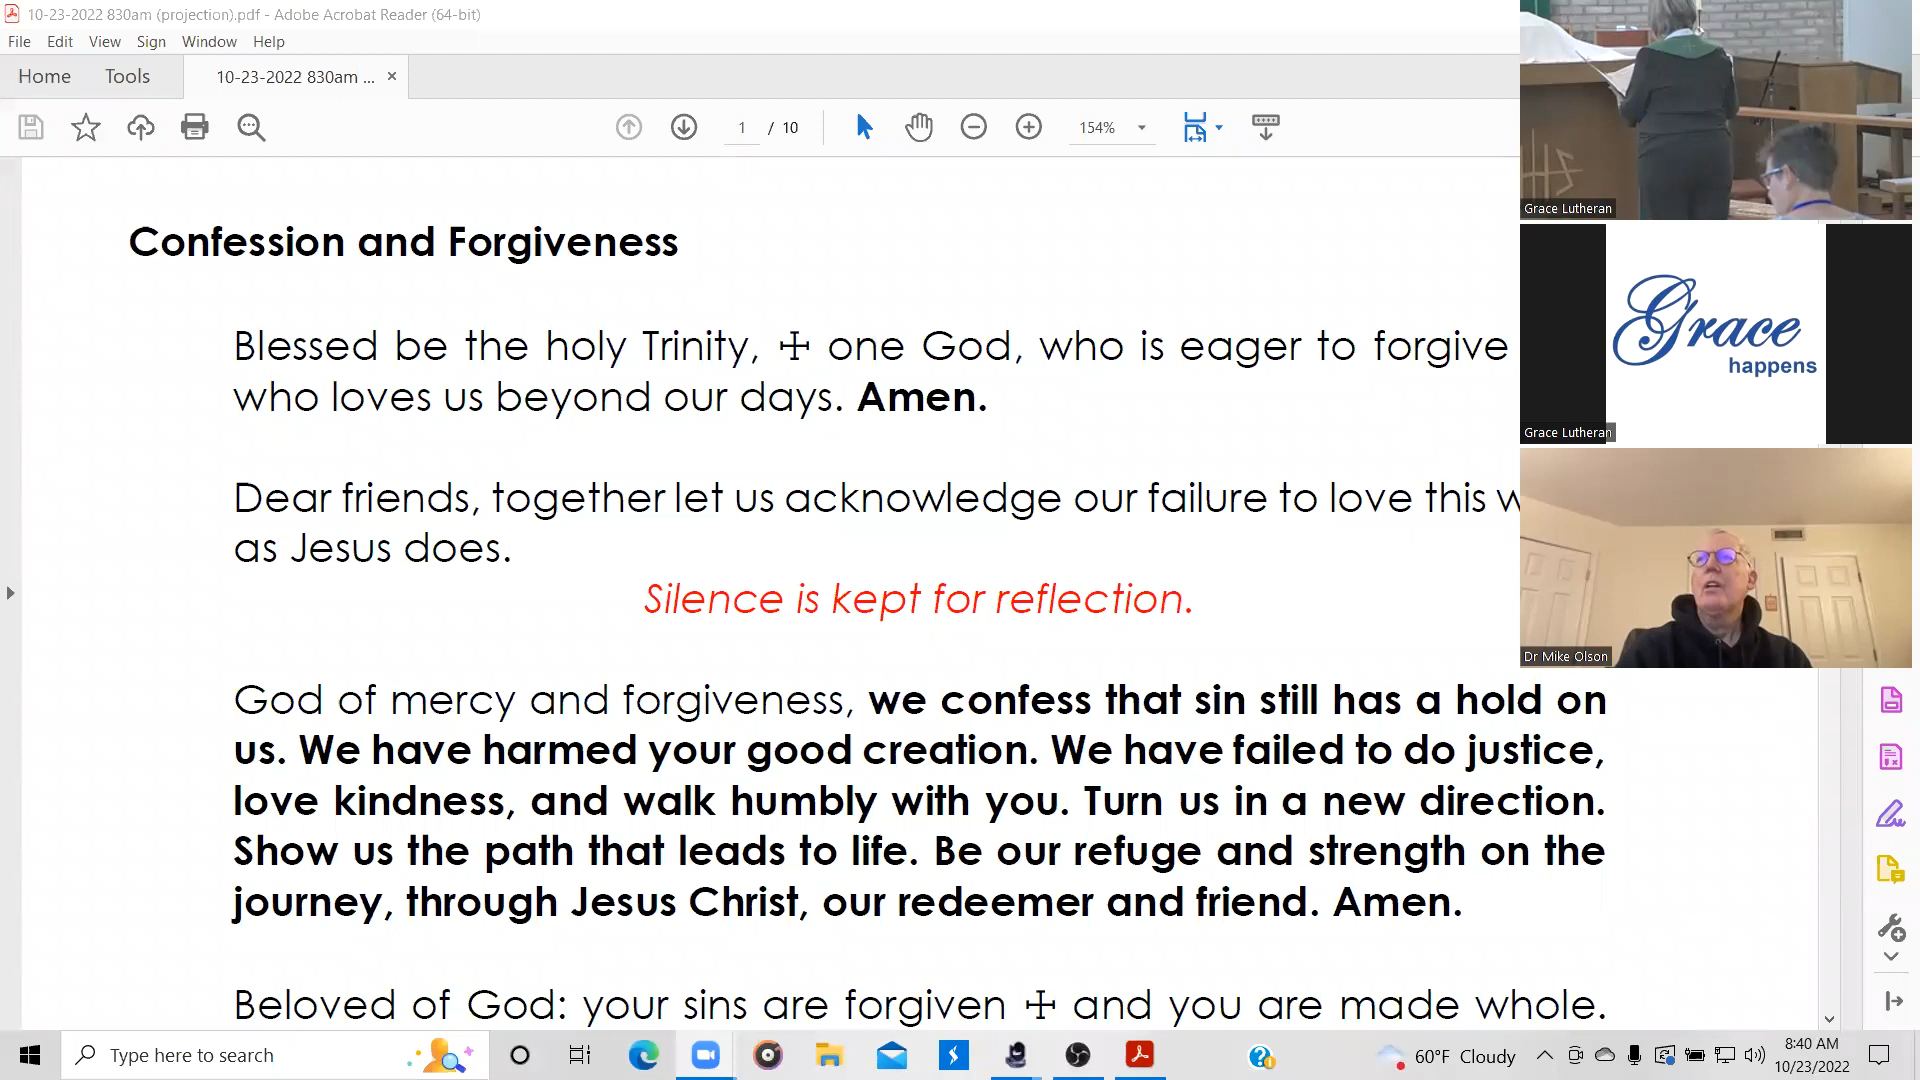 10-23-2022 830am (projection).pdf - Adobe Acrobat Reader (64-bit)
File Edit View Sign Window Help
Home Tools 10-23-2022 830am ... ×
1 / 10 154%
Grace Lutheran
Grace
happens
Grace Lutheran
Dr Mike Olson
Confession and Forgiveness
Blessed be the holy Trinity, ☩ one God, who is eager to forgive
who loves us beyond our days. Amen.
Dear friends, together let us acknowledge our failure to love this w
as Jesus does.
Silence is kept for reflection.
God of mercy and forgiveness, we confess that sin still has a hold on
us. We have harmed your good creation. We have failed to do justice,
love kindness, and walk humbly with you. Turn us in a new direction.
Show us the path that leads to life. Be our refuge and strength on the
journey, through Jesus Christ, our redeemer and friend. Amen.
Beloved of God: your sins are forgiven ☩ and you are made whole.
Type here to search
60°F Cloudy
8:40 AM
10/23/2022